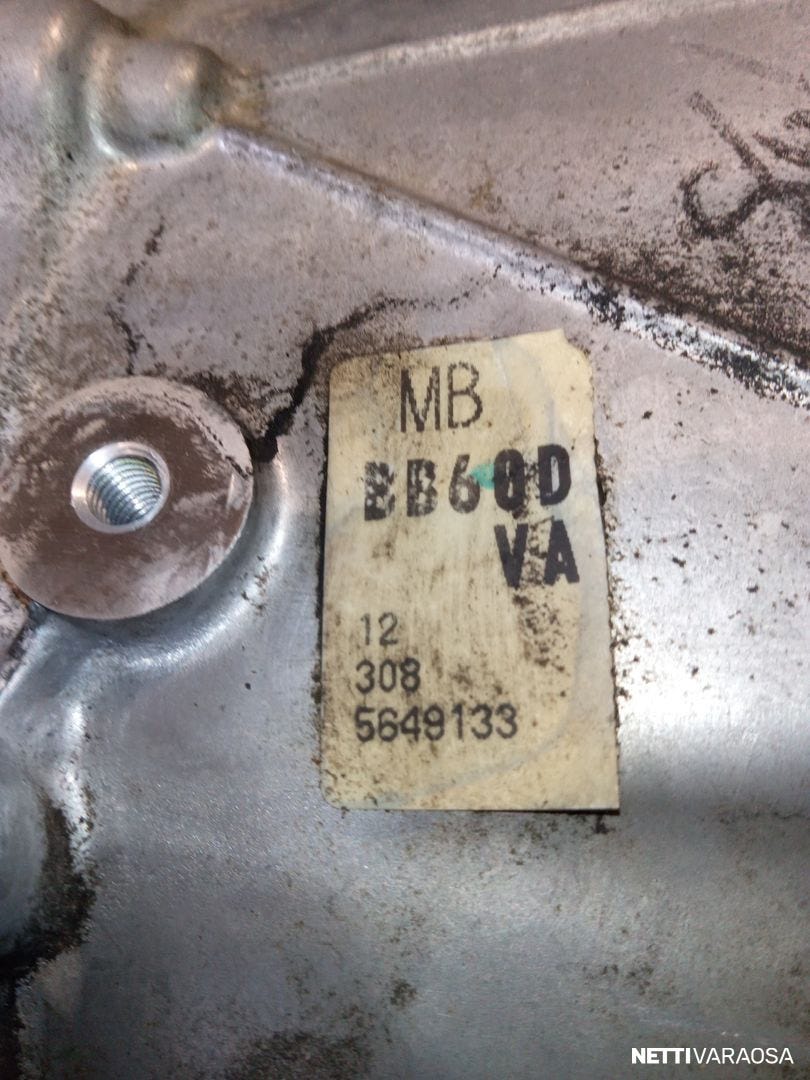 MB
BB60D
VA
12
308
5649133
NETTIVARAOSA